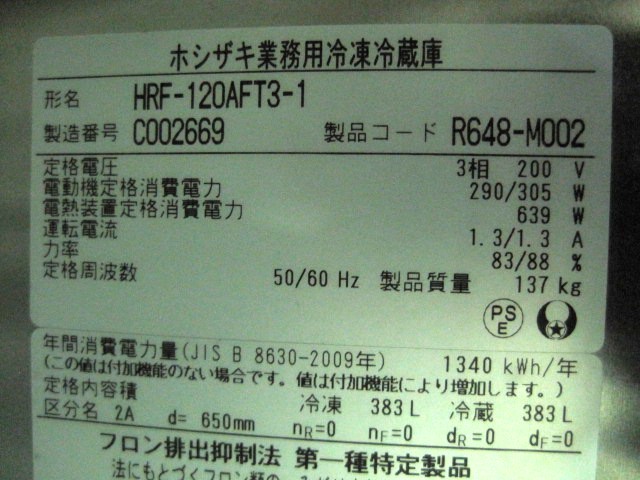 ホシザキ業務用冷凍冷蔵庫
形名 HRF-120AFT3-1
製造番号 C002669 製品コード R648-M002
定格電圧 3相 200 V
電動機定格消費電力 290/305 W
電熱装置定格消費電力 639 W
運転電流 1.3/1.3 A
力率 83/88 %
定格周波数 50/60 Hz 製品質量 137 kg
PS
E
年間消費電力量(JIS B 8630-2009年) 1340 kWh/年
(この値は付加機能のない場合です。値は付加機能により増加します。)
定格内容積 冷凍 383 L 冷蔵 383 L
区分名 2A d= 650mm nR=0 nF=0 dR=0 dF=0
フロン排出抑制法 第一種特定製品
法にもとづくフロン類の